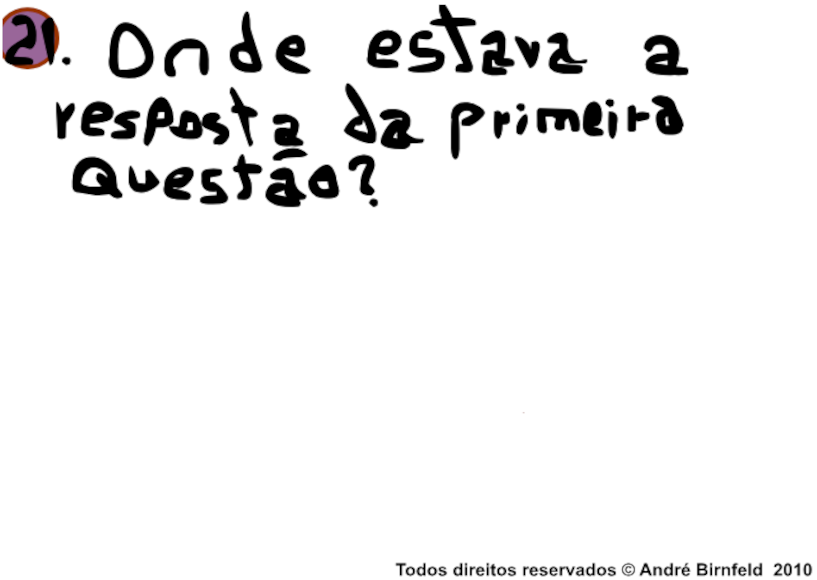 21. Onde estava a
resposta da primeira
Questão?
Todos direitos reservados © André Birnfeld 2010